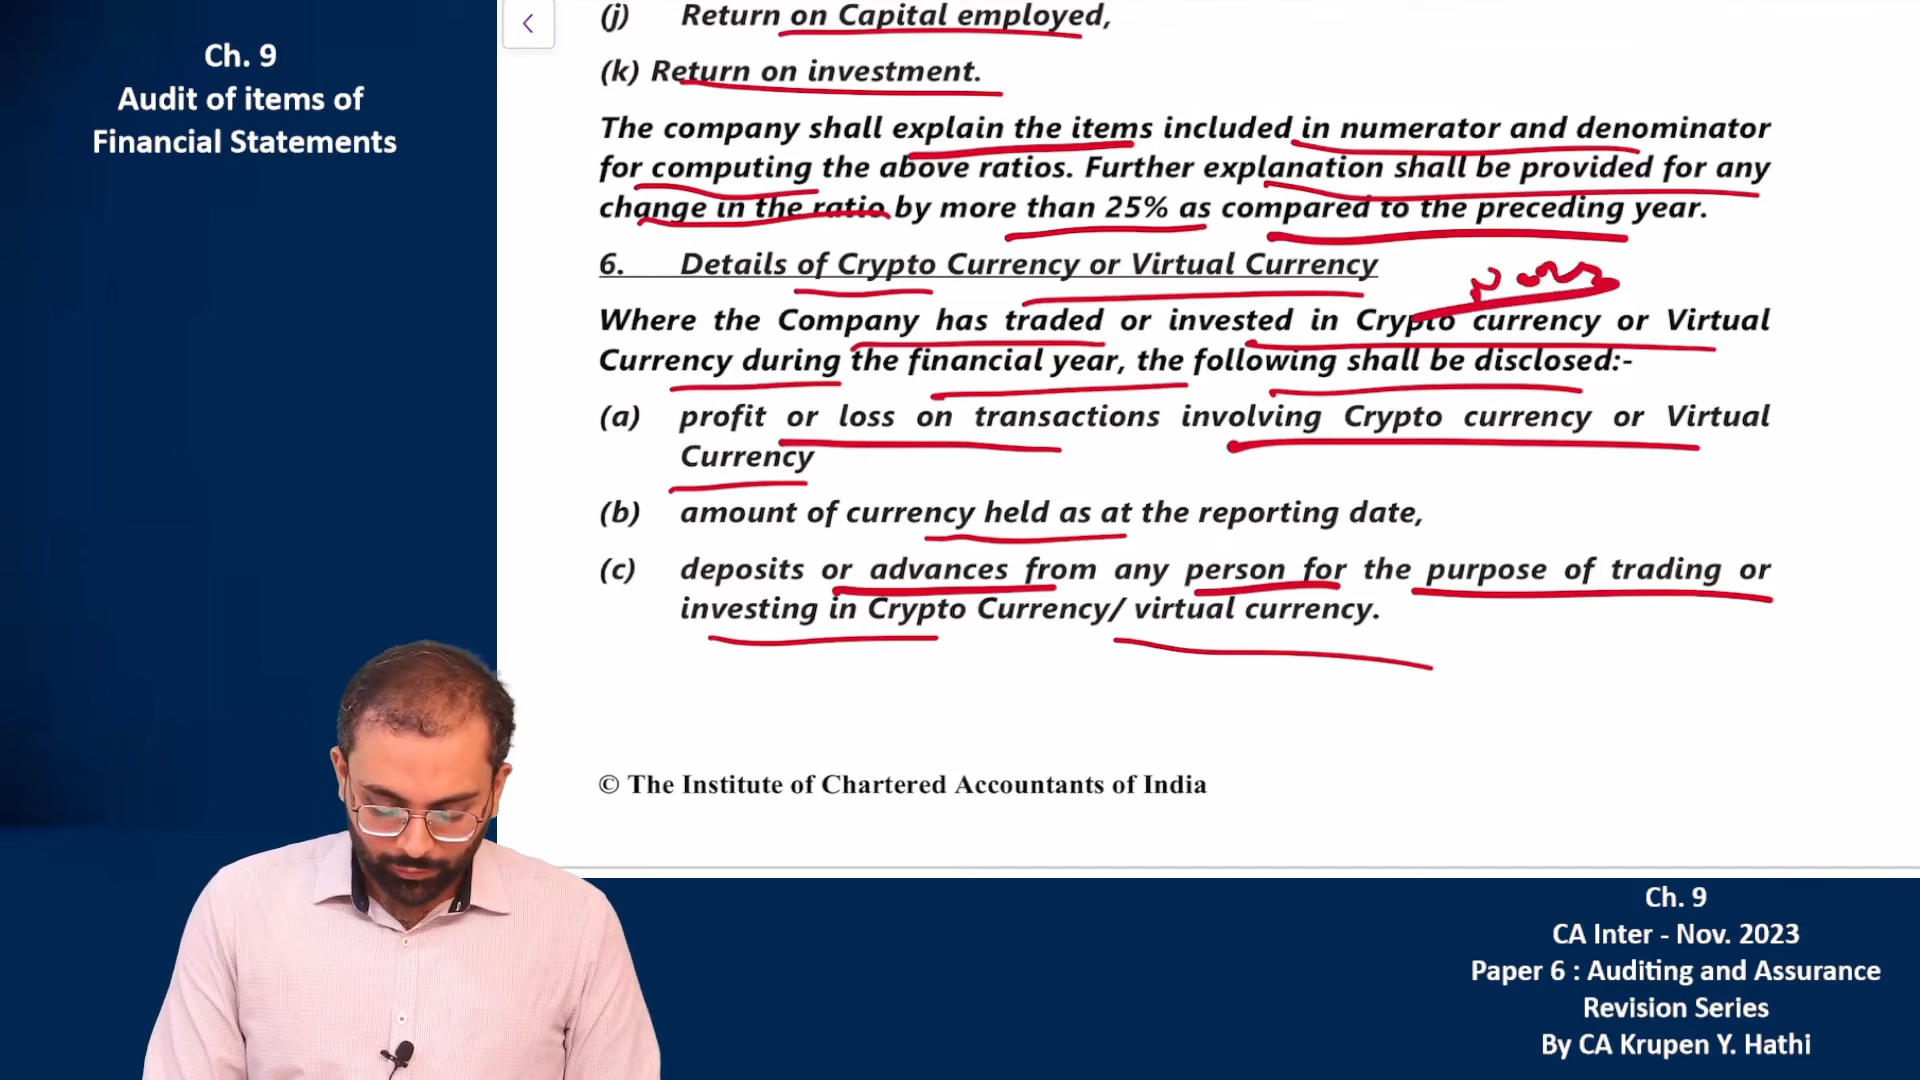 Ch. 9
Audit of items of
Financial Statements
(j) Return on Capital employed,
(k) Return on investment.
The company shall explain the items included in numerator and denominator
for computing the above ratios. Further explanation shall be provided for any
change in the ratio by more than 25% as compared to the preceding year.
6. Details of Crypto Currency or Virtual Currency
Where the Company has traded or invested in Crypto currency or Virtual
Currency during the financial year, the following shall be disclosed:-
(a) profit or loss on transactions involving Crypto currency or Virtual
Currency
(b) amount of currency held as at the reporting date,
(c) deposits or advances from any person for the purpose of trading or
investing in Crypto Currency/ virtual currency.
© The Institute of Chartered Accountants of India
Ch. 9
CA Inter - Nov. 2023
Paper 6 : Auditing and Assurance
Revision Series
By CA Krupen Y. Hathi